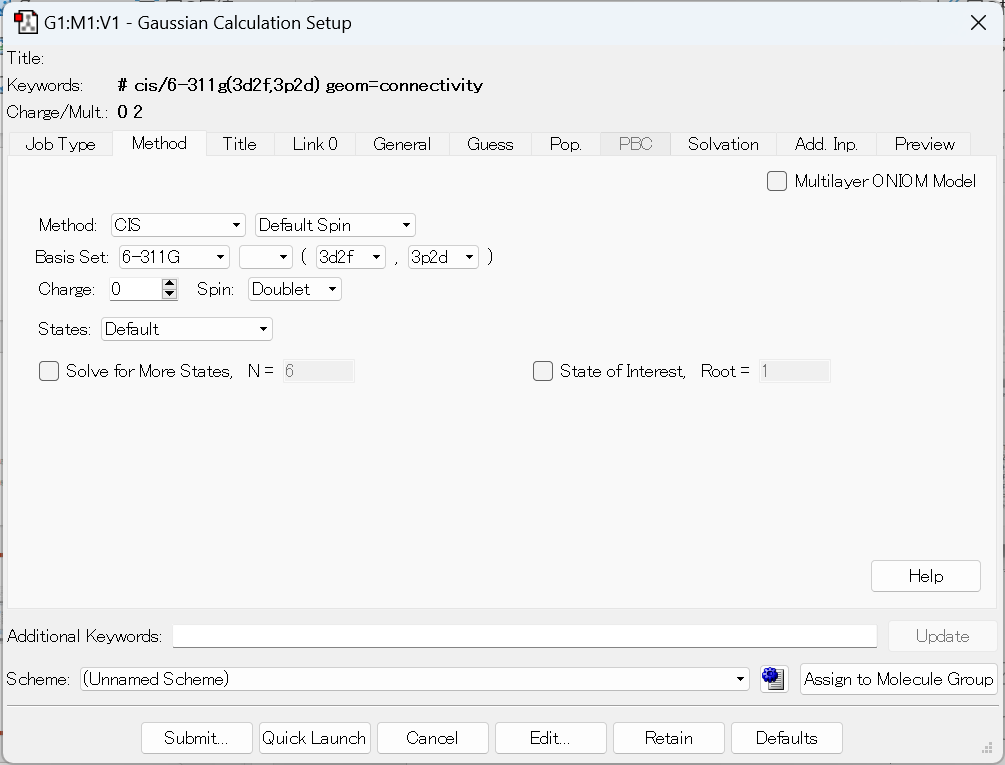 G1:M1:V1 - Gaussian Calculation Setup
Title:
Keywords: # cis/6-311g(3d2f,3p2d) geom=connectivity
Charge/Mult.: 0 2
Job Type Method Title Link 0 General Guess Pop. PBC Solvation Add. Inp. Preview
Multilayer ONIOM Model
Method: CIS Default Spin
Basis Set: 6-311G ( 3d2f , 3p2d )
Charge: 0 Spin: Doublet
States: Default
Solve for More States, N = 6 State of Interest, Root = 1
Help
Additional Keywords: Update
Scheme: (Unnamed Scheme) Assign to Molecule Group
Submit... Quick Launch Cancel Edit... Retain Defaults